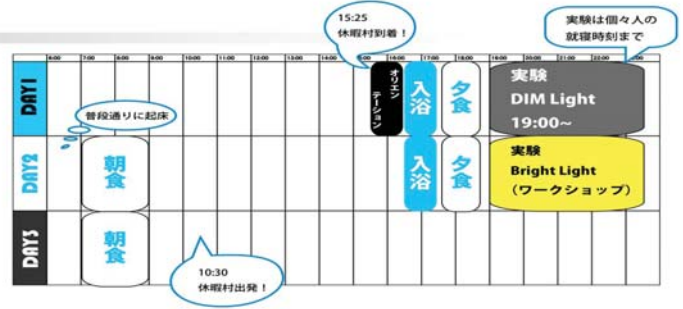 15:25
休暇村到着！
実験は個々人の
就寝時刻まで
6:00 7:00 8:00 9:00 10:00 11:00 12:00 13:00 14:00 15:00 16:00 17:00 18:00 19:00 20:00 21:00 22:00
DAY1
オリエン
テーション
入浴
夕食
実験
DIM Light
19:00~
普段通りに起床
DAY2
朝食
入浴
夕食
実験
Bright Light
（ワークショップ）
DAY3
朝食
10:30
休暇村出発！